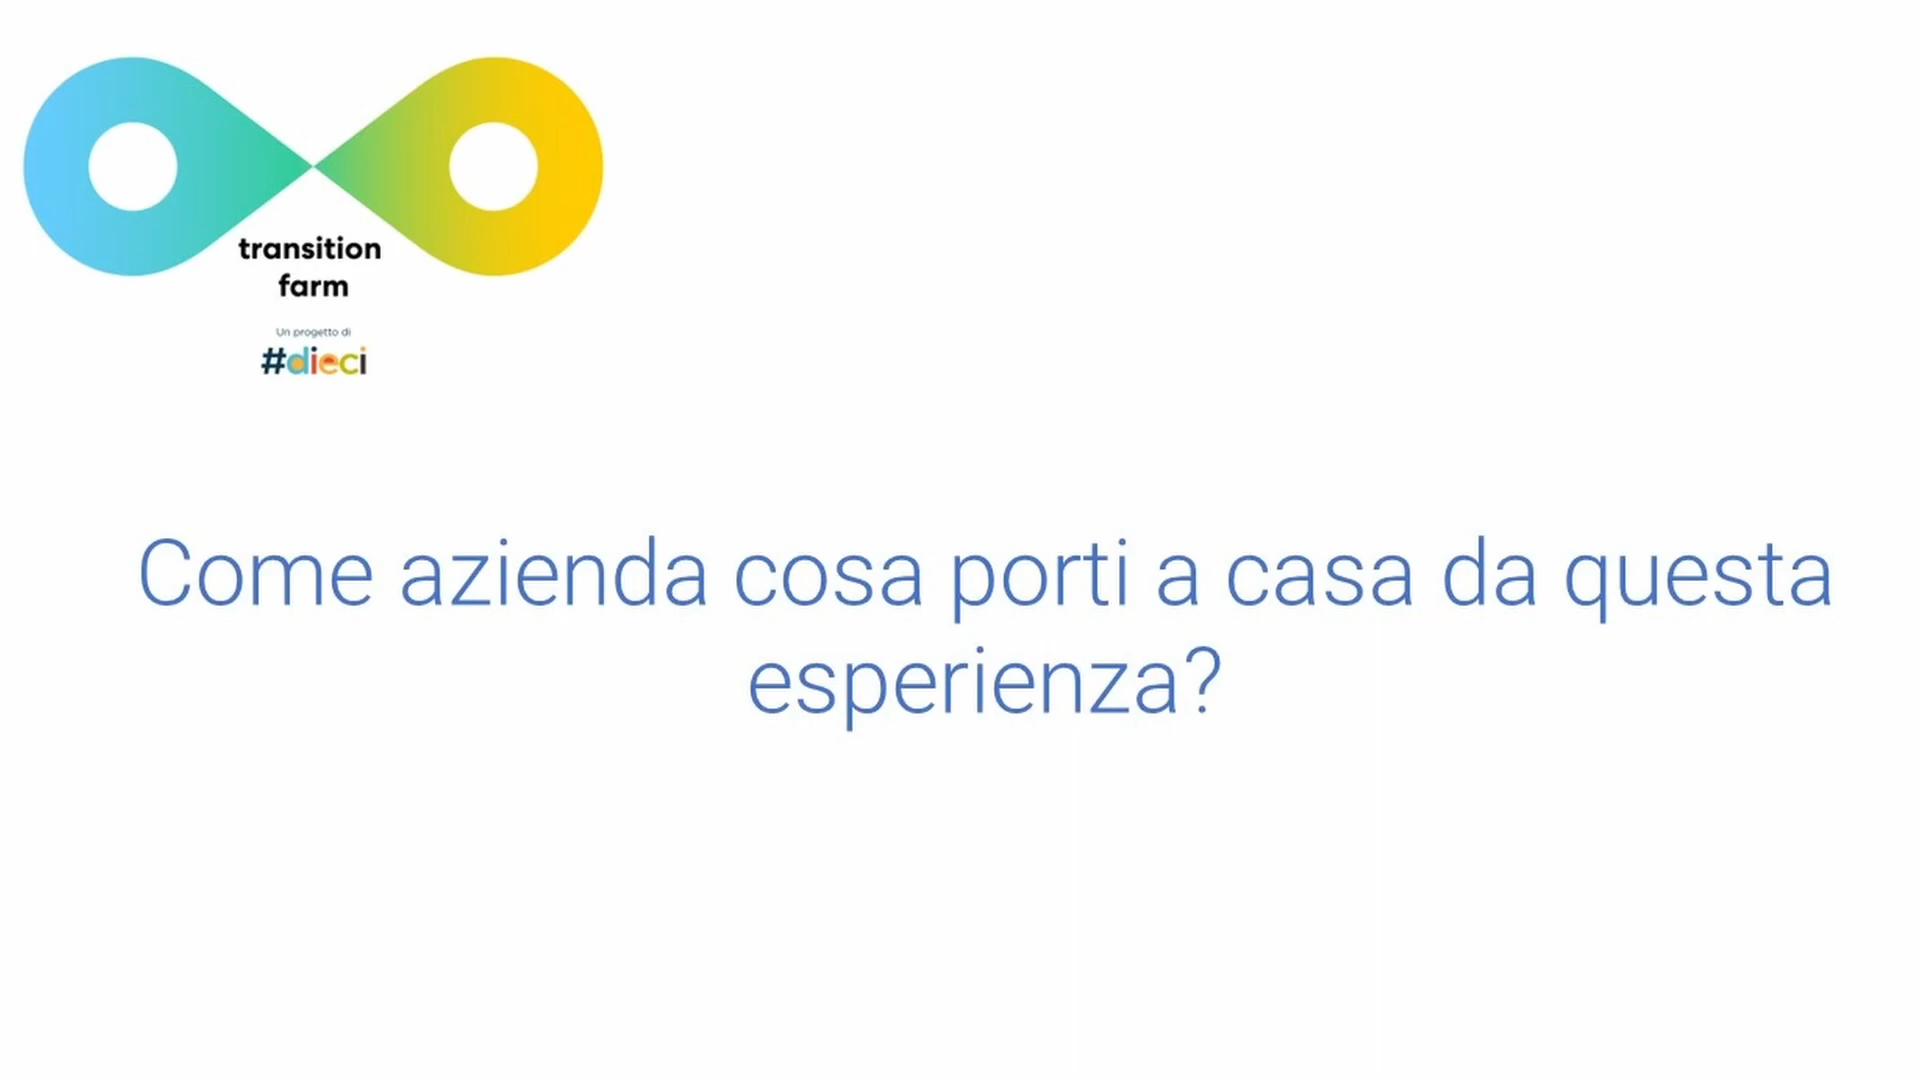 transition
farm
Un progetto di
#dieci
Come azienda cosa porti a casa da questa
esperienza?